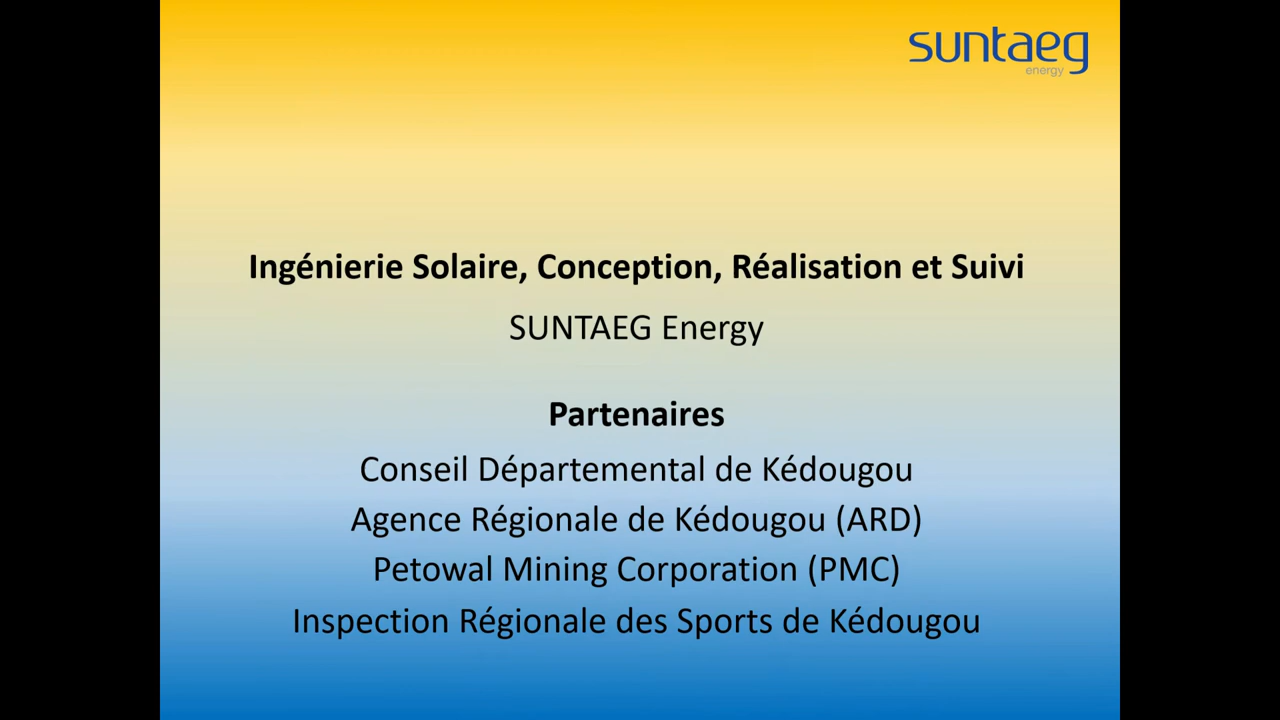 suntaeg
energy
Ingénierie Solaire, Conception, Réalisation et Suivi
SUNTAEG Energy
Partenaires
Conseil Départemental de Kédougou
Agence Régionale de Kédougou (ARD)
Petowal Mining Corporation (PMC)
Inspection Régionale des Sports de Kédougou